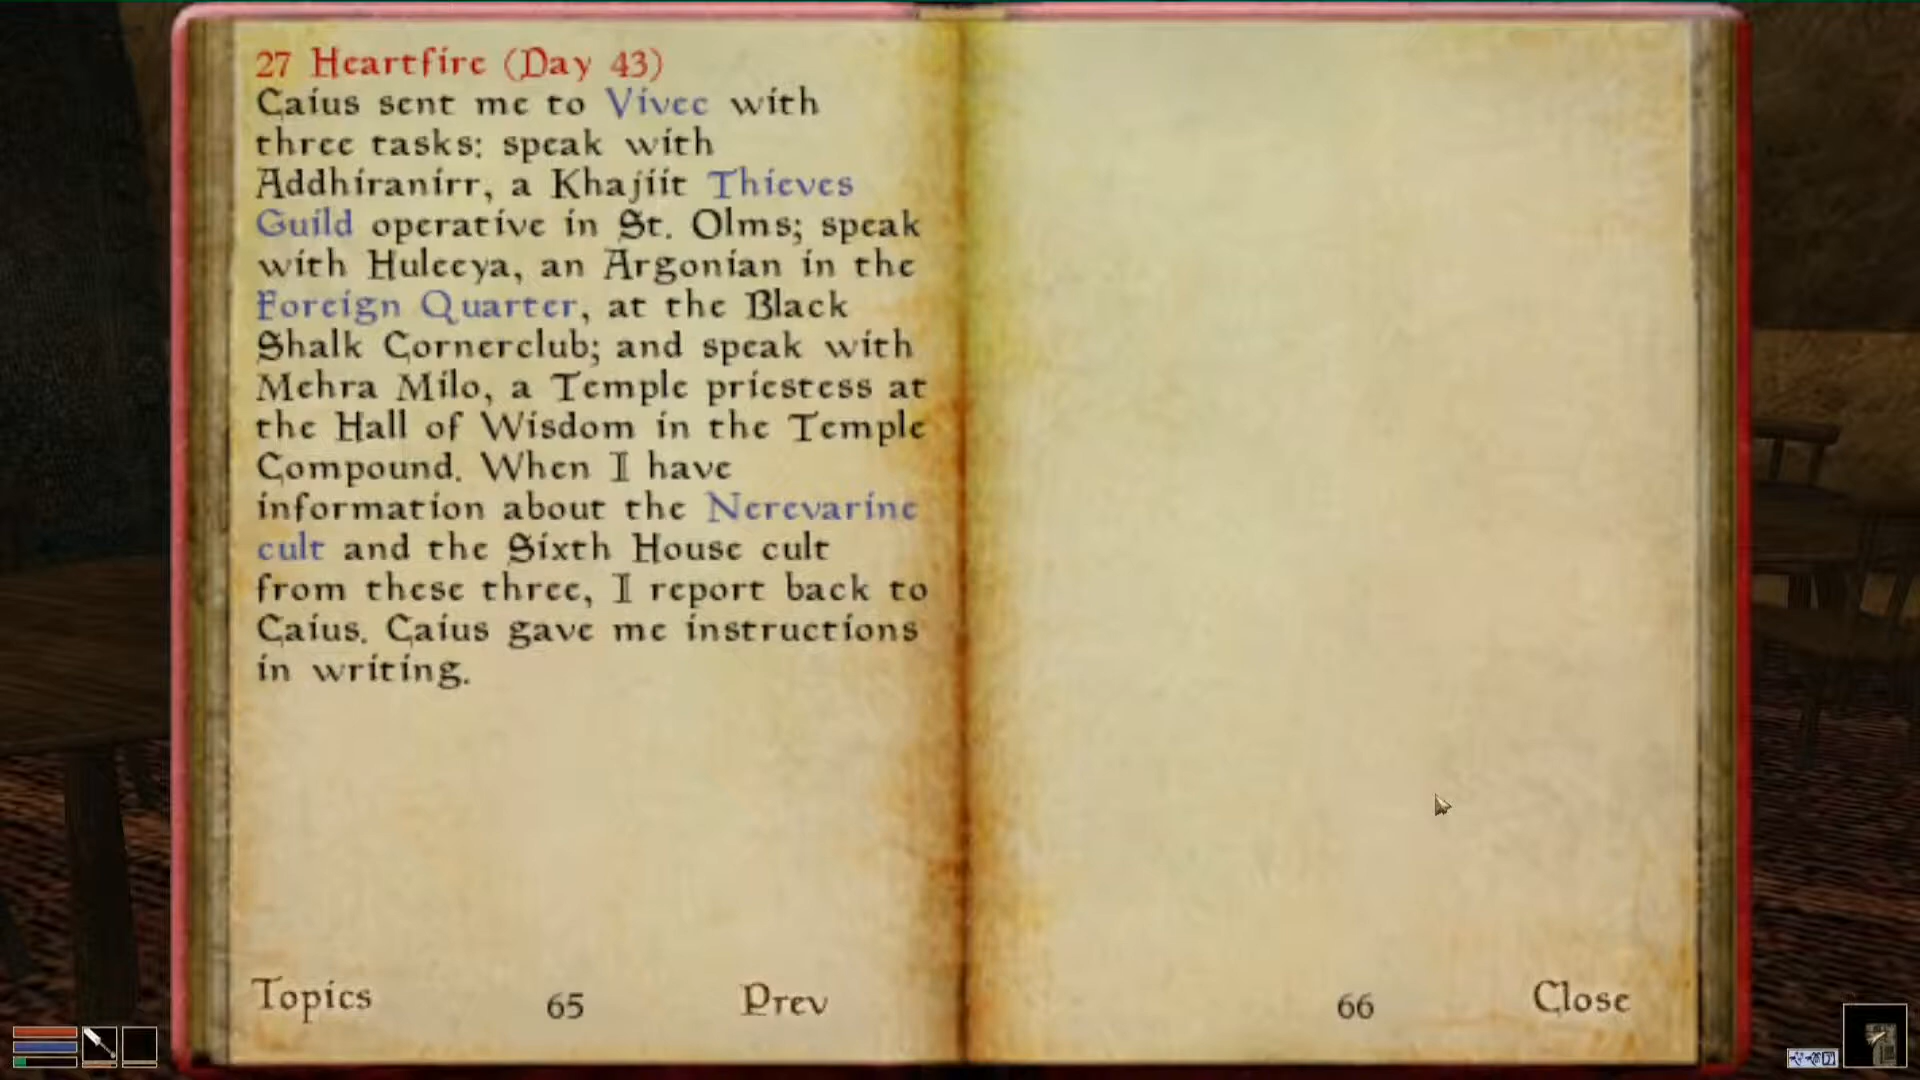 27 Heartfire (Day 43)
Caius sent me to Vivec with
three tasks: speak with
Addhiranirr, a Khajiit Thieves
Guild operative in St. Olms; speak
with Huleeya, an Argonian in the
Foreign Quarter, at the Black
Shalk Cornerclub; and speak with
Mehra Milo, a Temple priestess at
the Hall of Wisdom in the Temple
Compound. When I have
information about the Nerevarine
cult and the Sixth House cult
from these three, I report back to
Caius. Caius gave me instructions
in writing.
Topics 65 Prev 66 Close